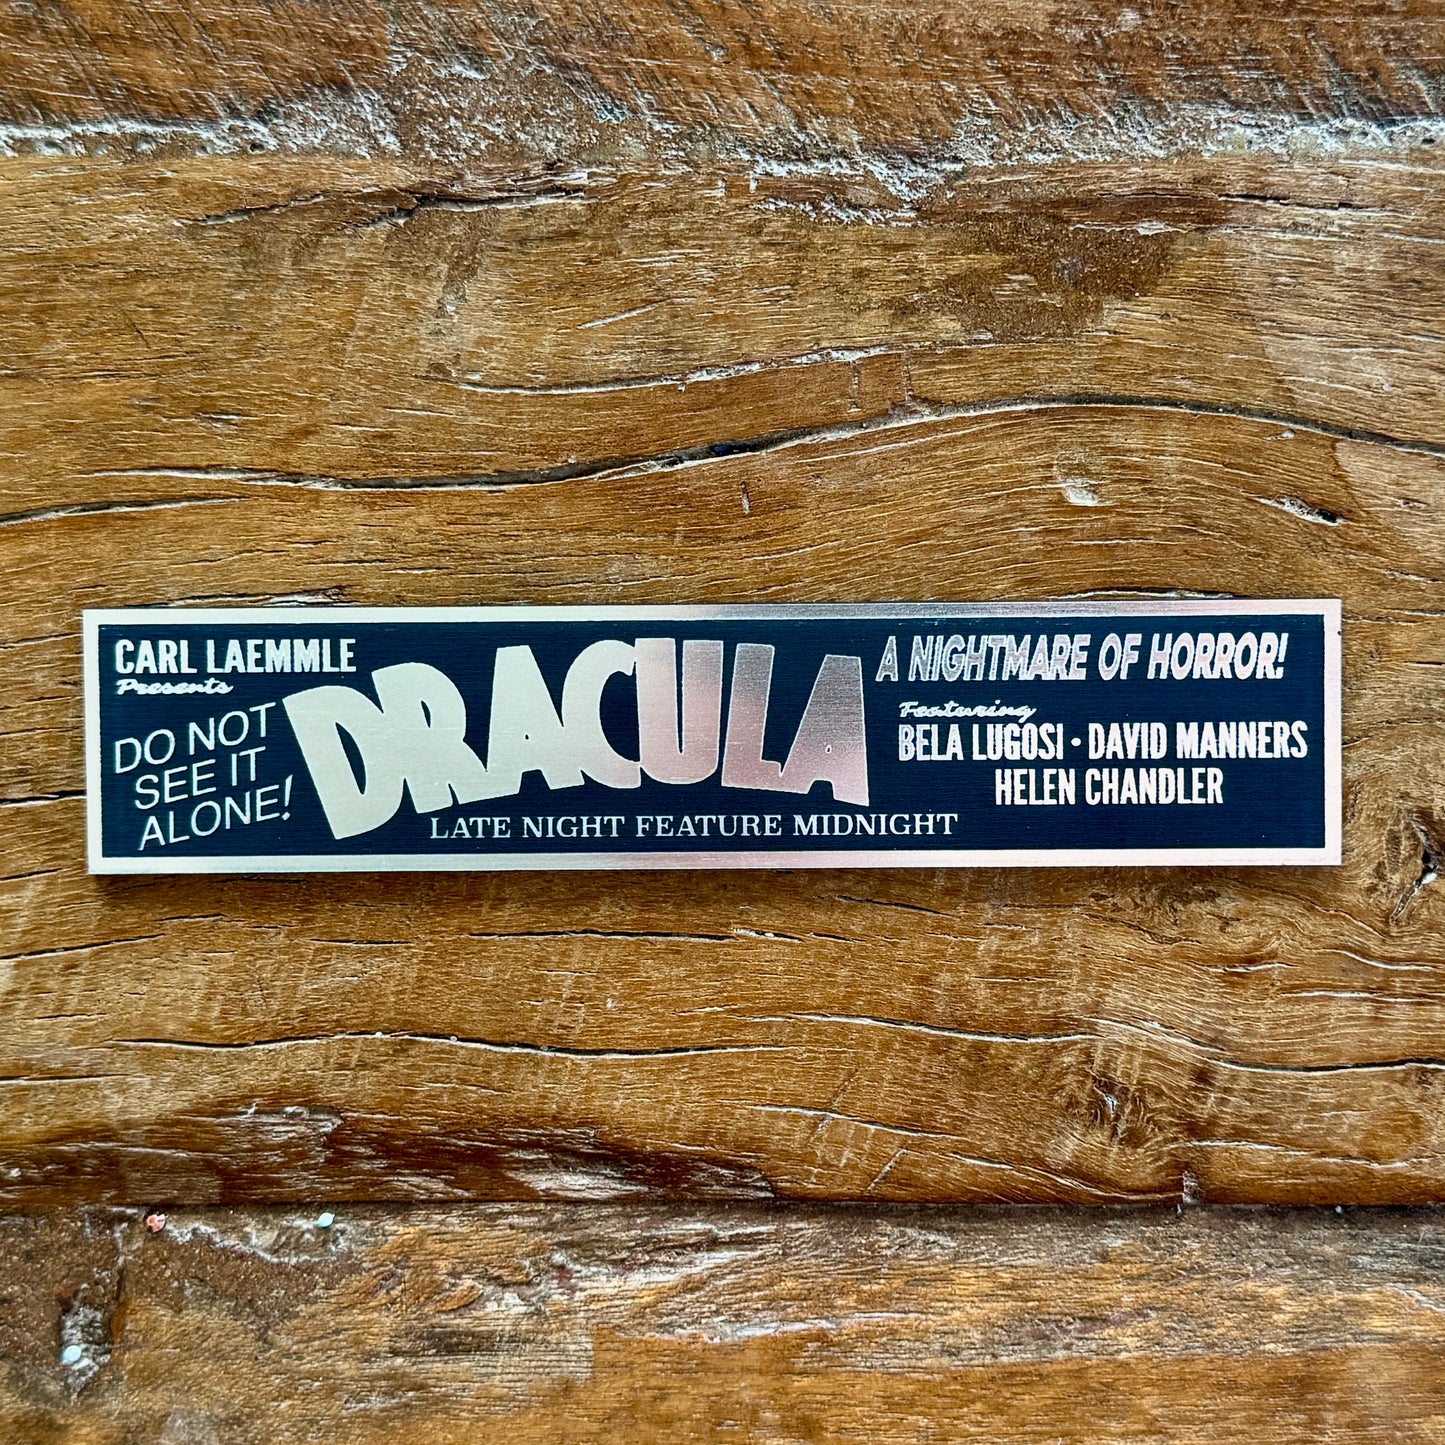 CARL LAEMMLE
Presents
DO NOT
SEE IT
ALONE!
DRACULA
LATE NIGHT FEATURE MIDNIGHT
A NIGHTMARE OF HORROR!
Featuring
BELA LUGOSI · DAVID MANNERS
HELEN CHANDLER